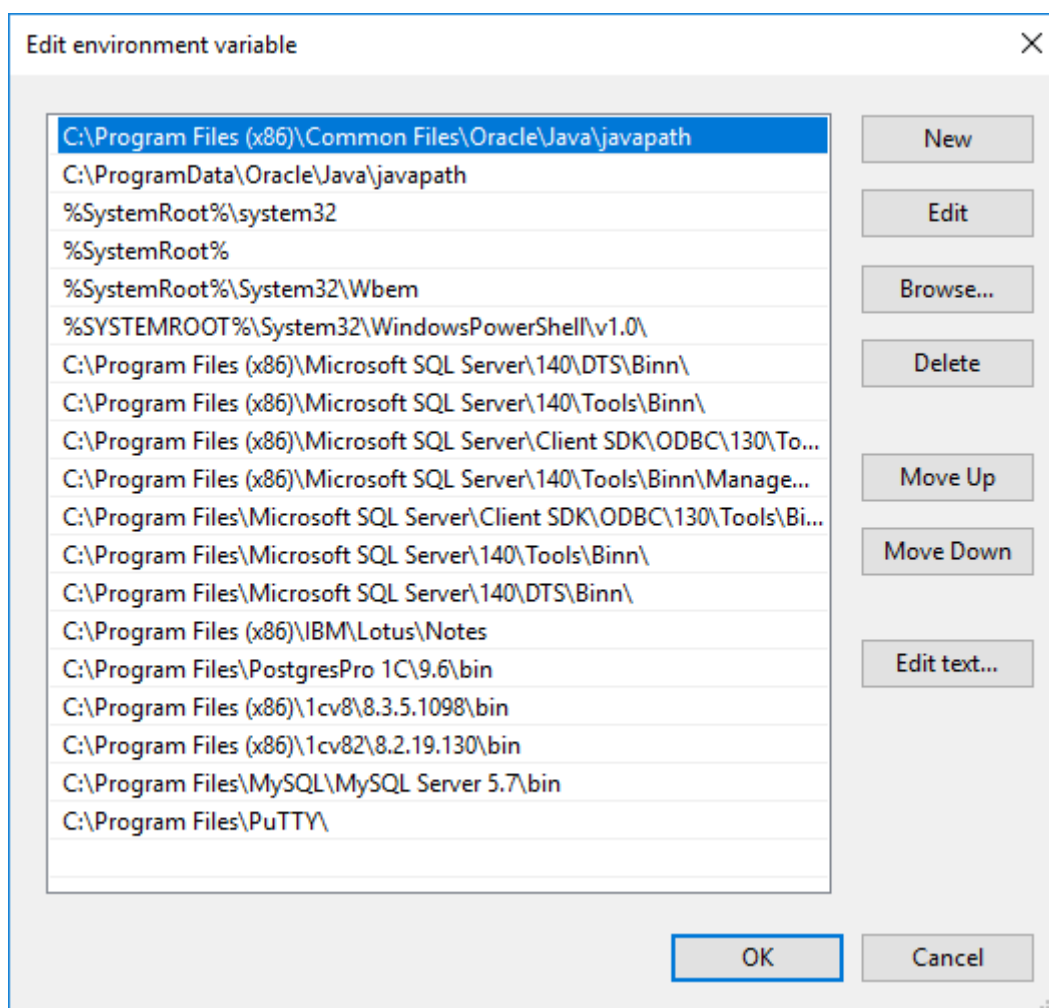 Edit environment variable
C:\Program Files (x86)\Common Files\Oracle\Java\javapath
C:\ProgramData\Oracle\Java\javapath
%SystemRoot%\system32
%SystemRoot%
%SystemRoot%\System32\Wbem
%SYSTEMROOT%\System32\WindowsPowerShell\v1.0\
C:\Program Files (x86)\Microsoft SQL Server\140\DTS\Binn\
C:\Program Files (x86)\Microsoft SQL Server\140\Tools\Binn\
C:\Program Files (x86)\Microsoft SQL Server\Client SDK\ODBC\130\To...
C:\Program Files (x86)\Microsoft SQL Server\140\Tools\Binn\Manage...
C:\Program Files\Microsoft SQL Server\Client SDK\ODBC\130\Tools\Bi...
C:\Program Files\Microsoft SQL Server\140\Tools\Binn\
C:\Program Files\Microsoft SQL Server\140\DTS\Binn\
C:\Program Files (x86)\IBM\Lotus\Notes
C:\Program Files\PostgresPro 1C\9.6\bin
C:\Program Files (x86)\1cv8\8.3.5.1098\bin
C:\Program Files (x86)\1cv82\8.2.19.130\bin
C:\Program Files\MySQL\MySQL Server 5.7\bin
C:\Program Files\PuTTY\
New
Edit
Browse...
Delete
Move Up
Move Down
Edit text...
OK
Cancel